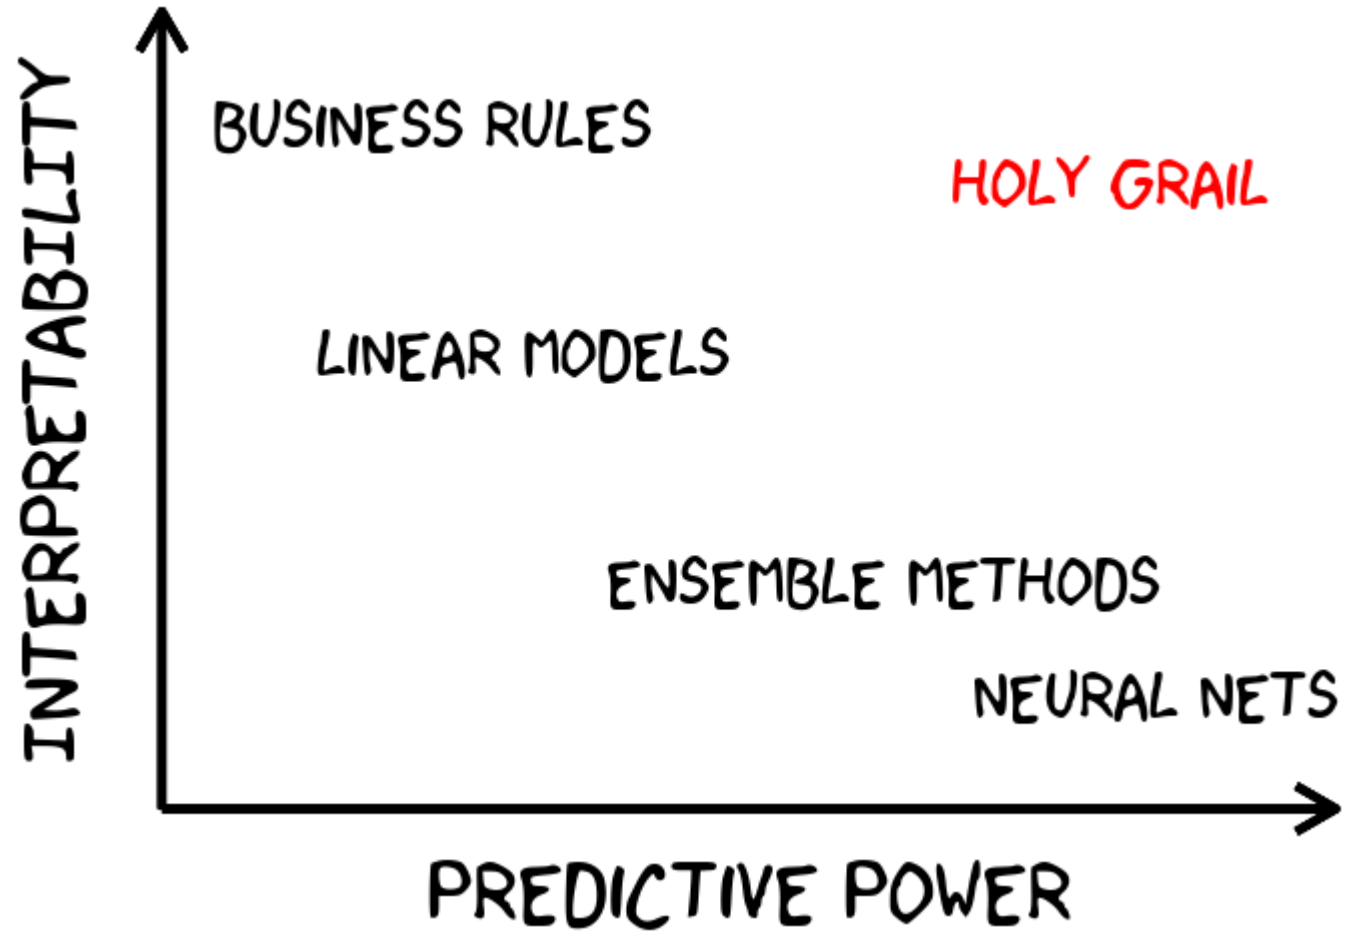 INTERPRETABILITY
BUSINESS RULES
HOLY GRAIL
LINEAR MODELS
ENSEMBLE METHODS
NEURAL NETS
PREDICTIVE POWER